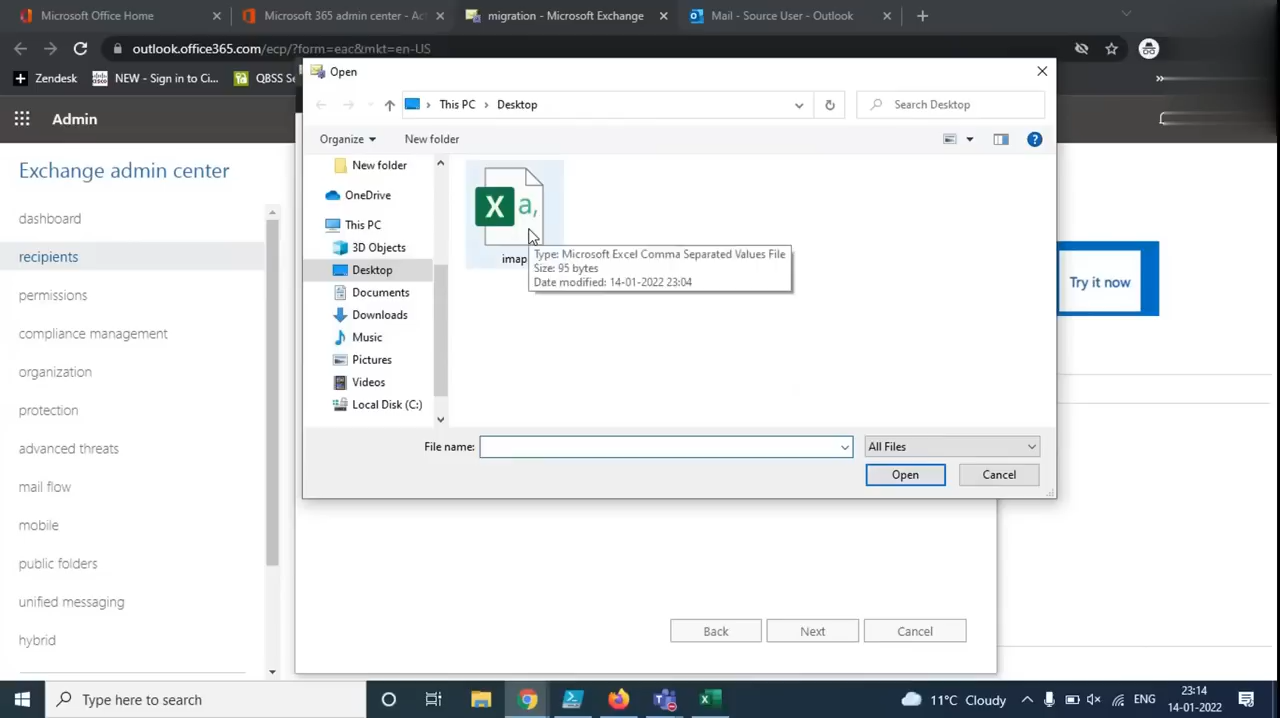 Microsoft Office Home
Microsoft 365 admin center - Ac
migration - Microsoft Exchange
Mail - Source User - Outlook
outlook.office365.com/ecp/?form=eac&mkt=en-US
Zendesk
NEW - Sign in to Ci...
QBSS Se
Open
This PC
Desktop
Search Desktop
Admin
Organize
New folder
Exchange admin center
dashboard
recipients
permissions
compliance management
organization
protection
advanced threats
mail flow
mobile
public folders
unified messaging
hybrid
New folder
OneDrive
This PC
3D Objects
Desktop
Documents
Downloads
Music
Pictures
Videos
Local Disk (C:)
X a,
imap
Type: Microsoft Excel Comma Separated Values File
Size: 95 bytes
Date modified: 14-01-2022 23:04
Try it now
File name:
All Files
Open
Cancel
Back
Next
Cancel
Type here to search
11°C Cloudy
ENG
23:14
14-01-2022